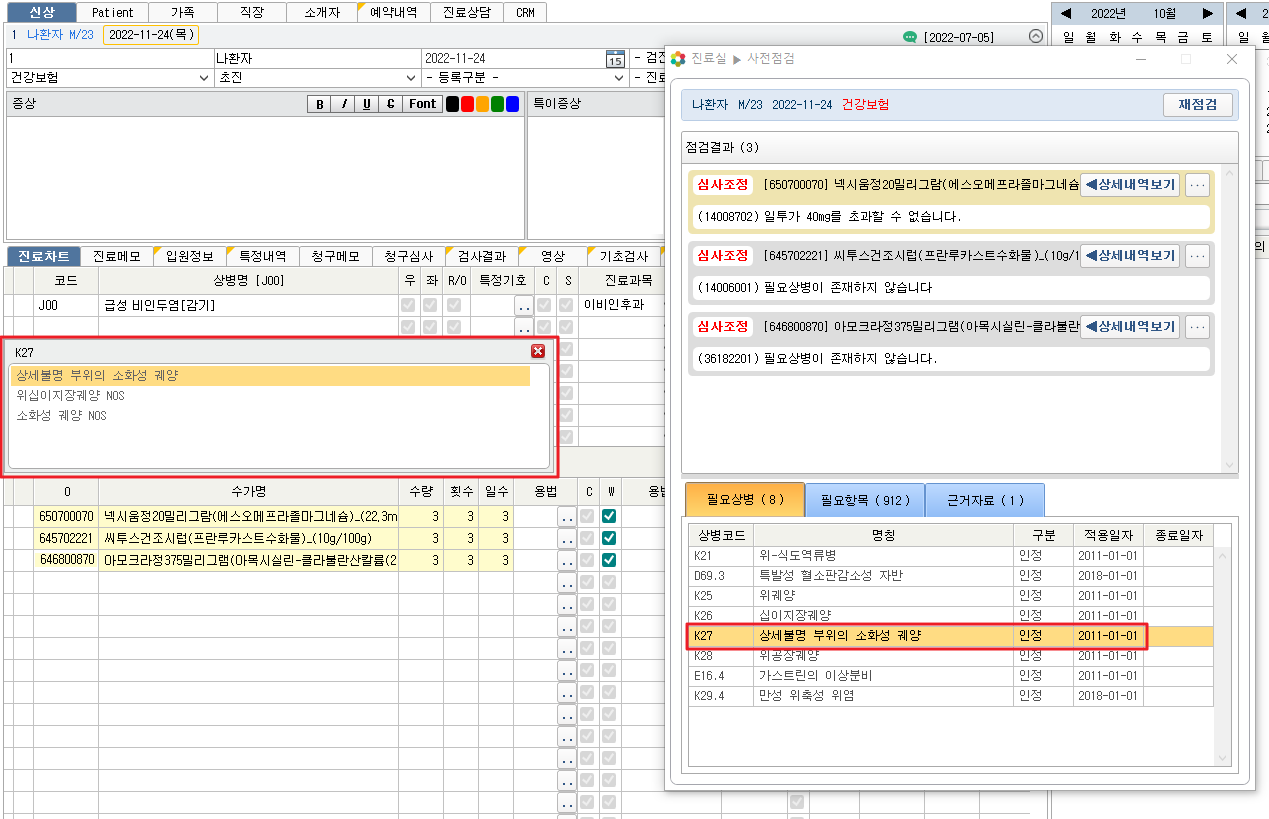 신상 Patient 가족 직장 소개자 예약내역 진료상담 CRM
1 나환자 M/23 2022-11-24(목) [2022-07-05]
1 나환자 2022-11-24 15 - 검진
건강보험 초진 - 등록구분 - - 진료
증상 B I U C Font 특이증상
진료차트 진료메모 입원정보 특정내역 청구메모 청구심사 검사결과 영상 기초검사
코드 상병명 [J00] 우 좌 R/O 특정기호 C S 진료과목
J00 급성 비인두염[감기] .. 이비인후과
..
K27
상세불명 부위의 소화성 궤양
위십이지장궤양 NOS
소화성 궤양 NOS
0 수가명 수량 횟수 일수 용법 C W 용법
650700070 넥시움정20밀리그람(에스오메프라졸마그네슘)_(22.3m 3 3 3 ..
645702221 씨투스건조시럽(프란루카스트수화물)_(10g/100g) 3 3 3 ..
646800870 아모크라정375밀리그램(아목시실린-클라불란산칼륨(2 3 3 3 ..
..
..
..
..
..
..
..
..
..
..
..
◀ 2022년 10월 ▶ ◀ 2
일 월 화 수 목 금 토 일 월
진료실 ▶ 사전점검
나환자 M/23 2022-11-24 건강보험 재점검
점검결과 (3)
심사조정 [650700070] 넥시움정20밀리그람(에스오메프라졸마그네슘 ◀상세내역보기 ...
(14008702) 일투가 40mg를 초과할 수 없습니다.
심사조정 [645702221] 씨투스건조시럽(프란루카스트수화물)_(10g/1 ◀상세내역보기 ...
(14006001) 필요상병이 존재하지 않습니다
심사조정 [646800870] 아모크라정375밀리그램(아목시실린-클라불란 ◀상세내역보기 ...
(36182201) 필요상병이 존재하지 않습니다.
필요상병 (8) 필요항목 (912) 근거자료 (1)
상병코드 명칭 구분 적용일자 종료일자
K21 위-식도역류병 인정 2011-01-01
D69.3 특발성 혈소판감소성 자반 인정 2018-01-01
K25 위궤양 인정 2011-01-01
K26 십이지장궤양 인정 2011-01-01
K27 상세불명 부위의 소화성 궤양 인정 2011-01-01
K28 위공장궤양 인정 2011-01-01
E16.4 가스트린의 이상분비 인정 2011-01-01
K29.4 만성 위축성 위염 인정 2018-01-01